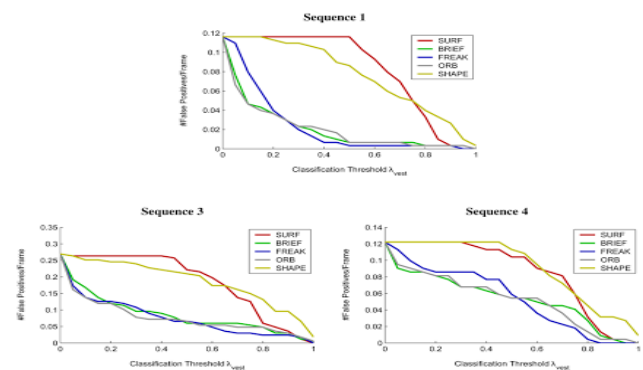 Sequence 1
0.12
0.1
0.08
0.06
0.04
0.02
0
#False Positives/Frame
SURF
BRIEF
FREAK
ORB
SHAPE
0 0.2 0.4 0.6 0.8 1
Classification Threshold λvest
Sequence 3
0.35
0.3
0.25
0.2
0.15
0.1
0.05
0
#False Positives/Frame
SURF
BRIEF
FREAK
ORB
SHAPE
0 0.2 0.4 0.6 0.8 1
Classification Threshold λvest
Sequence 4
0.14
0.12
0.1
0.08
0.06
0.04
0.02
0
#False Positives/Frame
SURF
BRIEF
FREAK
ORB
SHAPE
0 0.2 0.4 0.6 0.8 1
Classification Threshold λvest